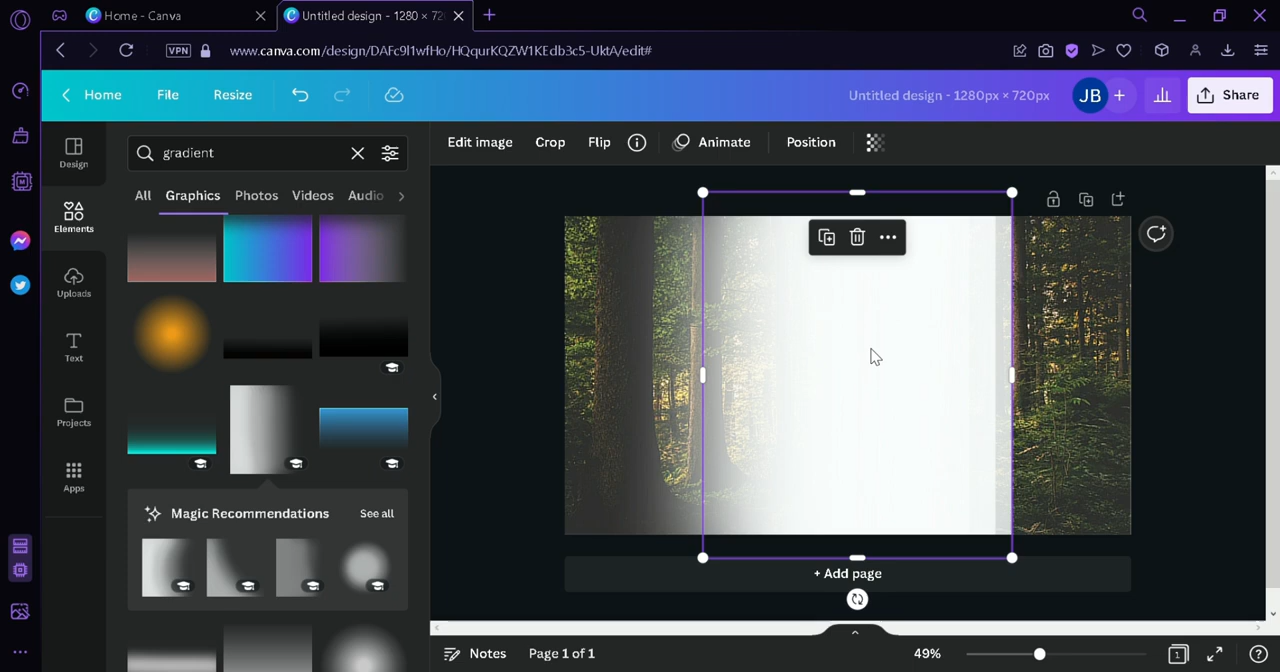 Home - Canva
Untitled design - 1280 × 72
VPN
www.canva.com/design/DAFc9l1wfHo/HQqurKQZW1KEdb3c5-UktA/edit#
Home
File
Resize
Untitled design - 1280px × 720px
JB
Share
Design
Elements
Uploads
Text
Projects
Apps
gradient
All
Graphics
Photos
Videos
Audio
Magic Recommendations
See all
Edit image
Crop
Flip
Animate
Position
+ Add page
Notes
Page 1 of 1
49%
1